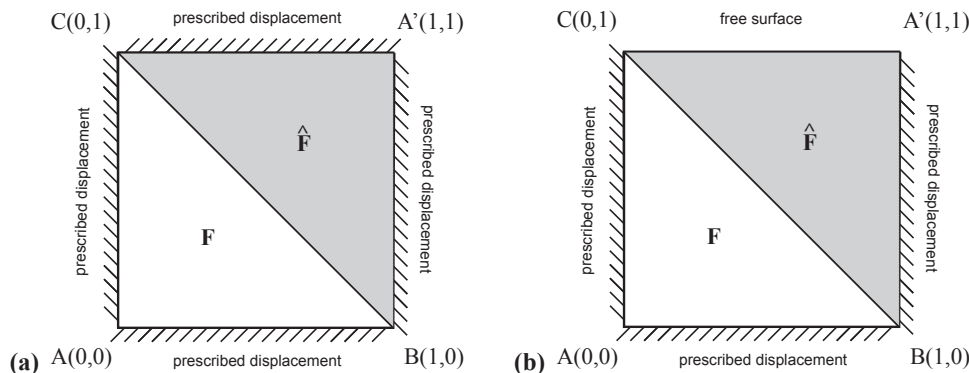 C(0,1) prescribed displacement A’(1,1)
prescribed displacement
^
F
prescribed displacement
F
(a) A(0,0) prescribed displacement B(1,0)
C(0,1) free surface A’(1,1)
prescribed displacement
^
F
prescribed displacement
F
(b) A(0,0) prescribed displacement B(1,0)